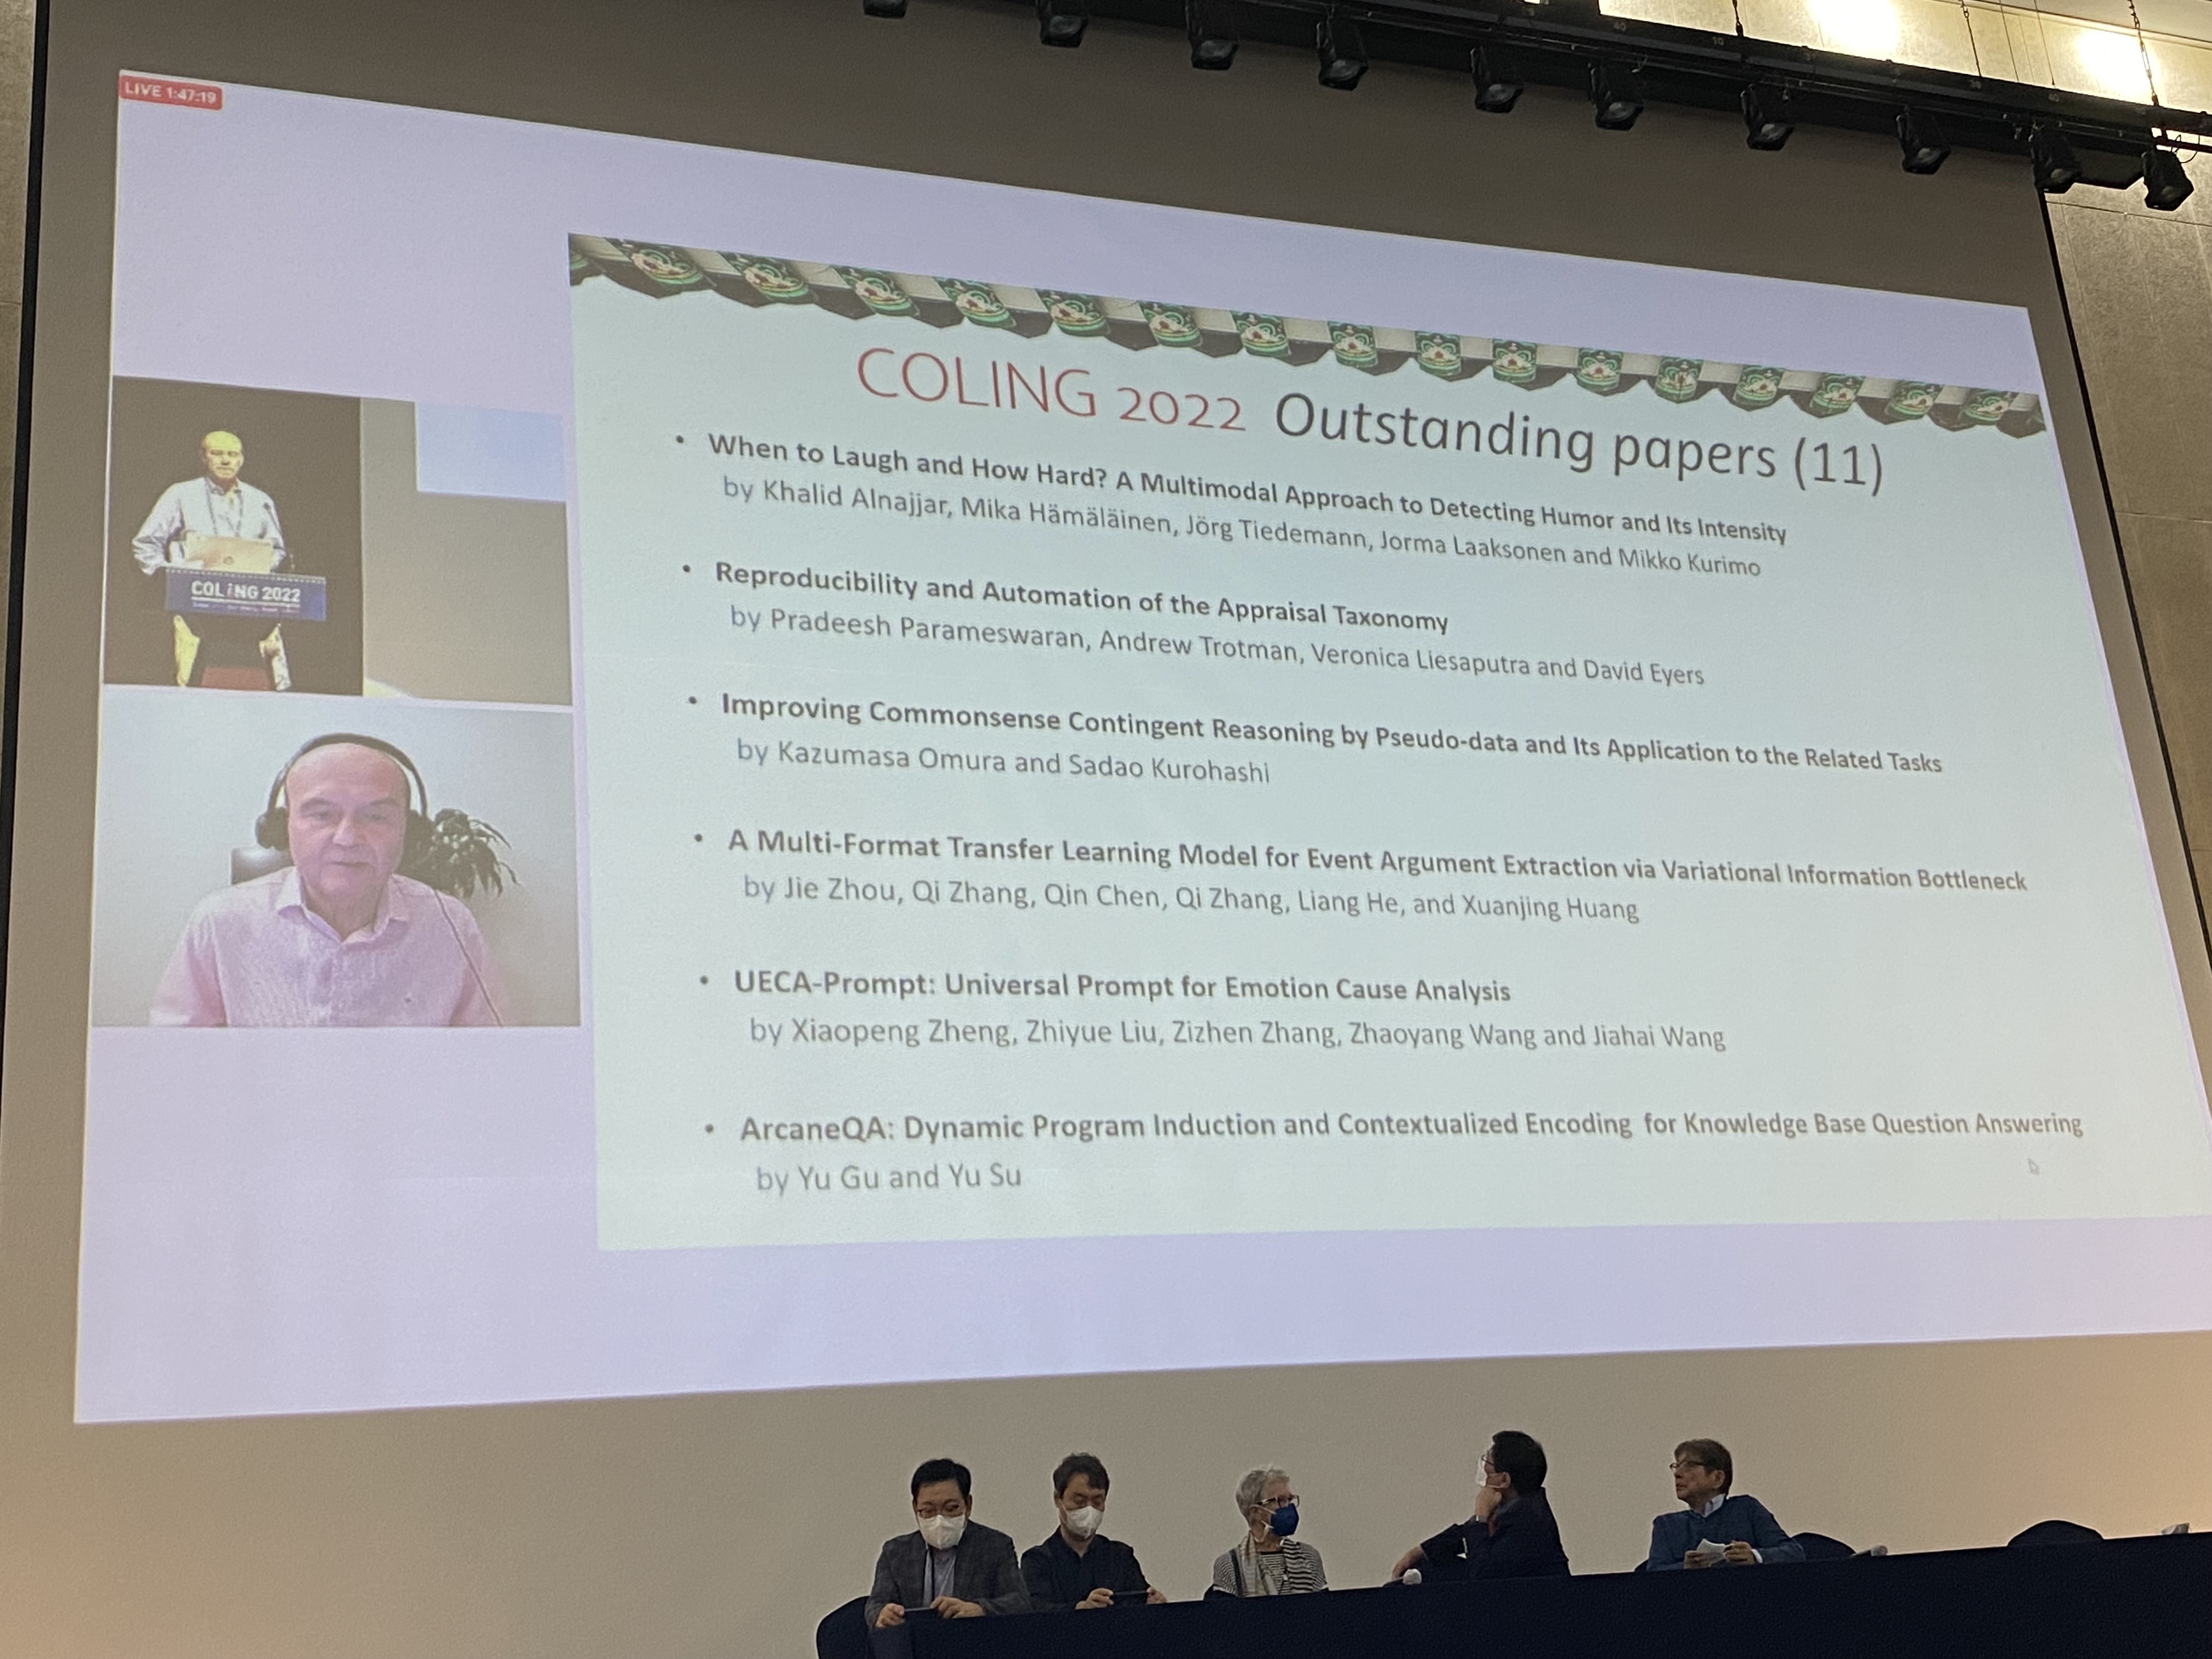 LIVE 1:47:19
COLING 2022 Outstanding papers (11)
• When to Laugh and How Hard? A Multimodal Approach to Detecting Humor and Its Intensity
by Khalid Alnajjar, Mika Hämäläinen, Jörg Tiedemann, Jorma Laaksonen and Mikko Kurimo
• Reproducibility and Automation of the Appraisal Taxonomy
by Pradeesh Parameswaran, Andrew Trotman, Veronica Liesaputra and David Eyers
• Improving Commonsense Contingent Reasoning by Pseudo-data and Its Application to the Related Tasks
by Kazumasa Omura and Sadao Kurohashi
• A Multi-Format Transfer Learning Model for Event Argument Extraction via Variational Information Bottleneck
by Jie Zhou, Qi Zhang, Qin Chen, Qi Zhang, Liang He, and Xuanjing Huang
• UECA-Prompt: Universal Prompt for Emotion Cause Analysis
by Xiaopeng Zheng, Zhiyue Liu, Zizhen Zhang, Zhaoyang Wang and Jiahai Wang
• ArcaneQA: Dynamic Program Induction and Contextualized Encoding for Knowledge Base Question Answering
by Yu Gu and Yu Su
COLING 2022